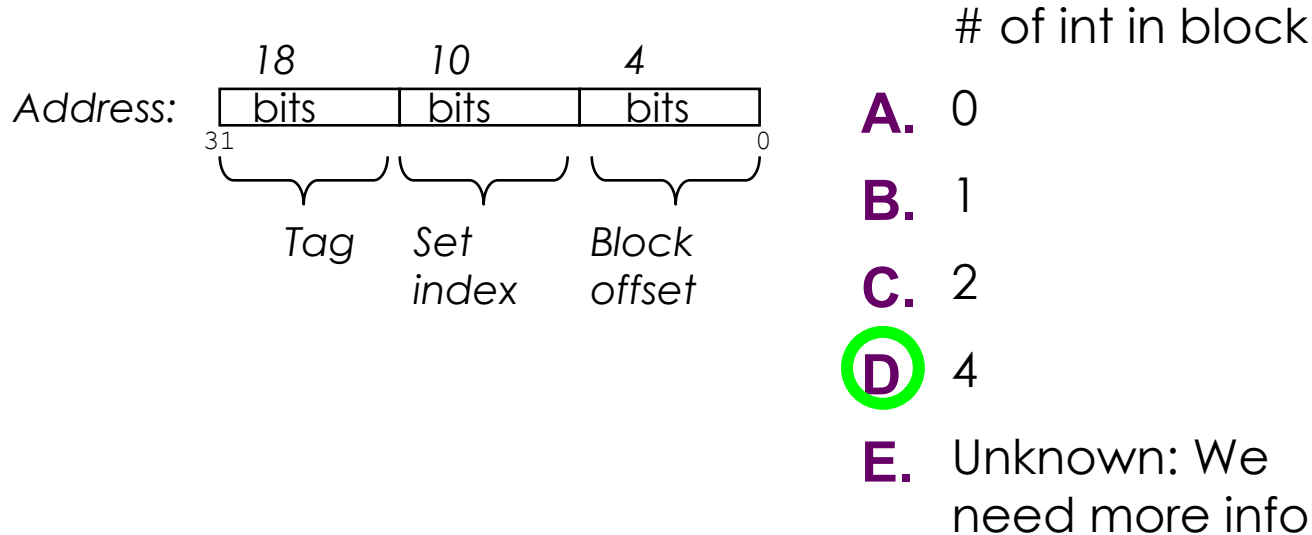 # of int in block
18 10 4
Address: bits bits bits
31 0
Tag Set index Block offset
A. 0
B. 1
C. 2
D 4
E. Unknown: We
need more info